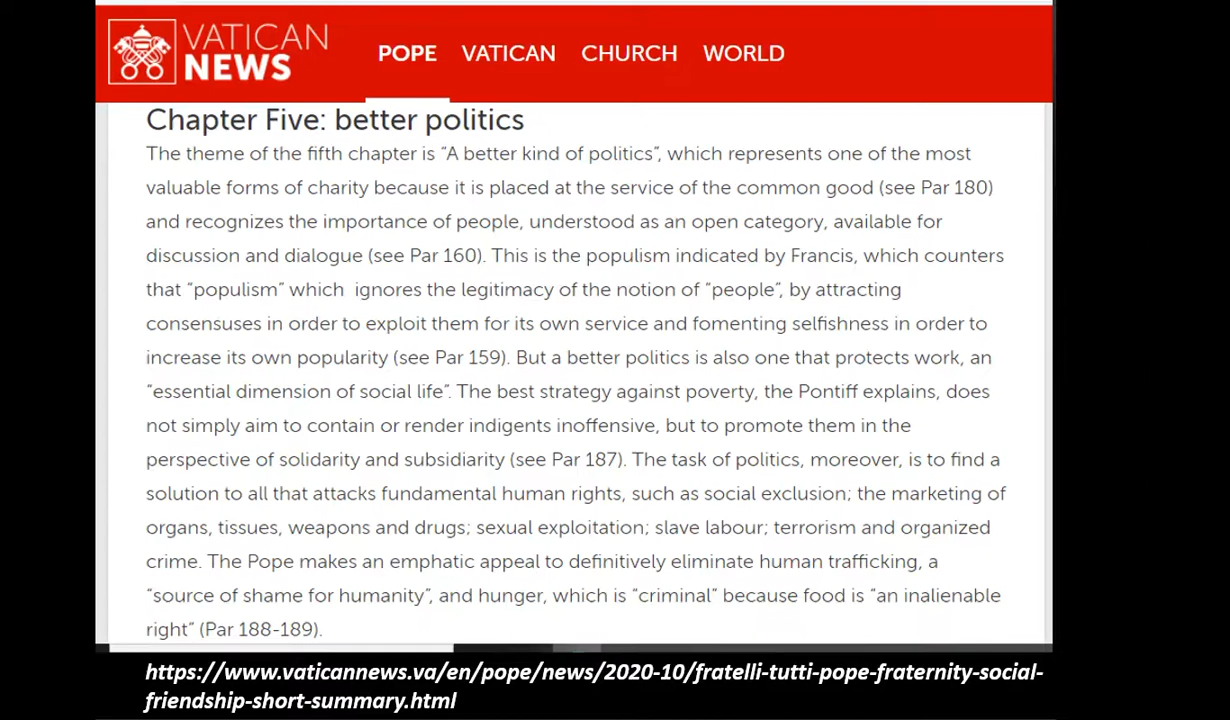 VATICAN
NEWS
POPE VATICAN CHURCH WORLD
Chapter Five: better politics
The theme of the fifth chapter is “A better kind of politics”, which represents one of the most
valuable forms of charity because it is placed at the service of the common good (see Par 180)
and recognizes the importance of people, understood as an open category, available for
discussion and dialogue (see Par 160). This is the populism indicated by Francis, which counters
that “populism” which ignores the legitimacy of the notion of “people”, by attracting
consensuses in order to exploit them for its own service and fomenting selfishness in order to
increase its own popularity (see Par 159). But a better politics is also one that protects work, an
“essential dimension of social life”. The best strategy against poverty, the Pontiff explains, does
not simply aim to contain or render indigents inoffensive, but to promote them in the
perspective of solidarity and subsidiarity (see Par 187). The task of politics, moreover, is to find a
solution to all that attacks fundamental human rights, such as social exclusion; the marketing of
organs, tissues, weapons and drugs; sexual exploitation; slave labour; terrorism and organized
crime. The Pope makes an emphatic appeal to definitively eliminate human trafficking, a
“source of shame for humanity”, and hunger, which is “criminal” because food is “an inalienable
right” (Par 188-189).
https://www.vaticannews.va/en/pope/news/2020-10/fratelli-tutti-pope-fraternity-social-
friendship-short-summary.html